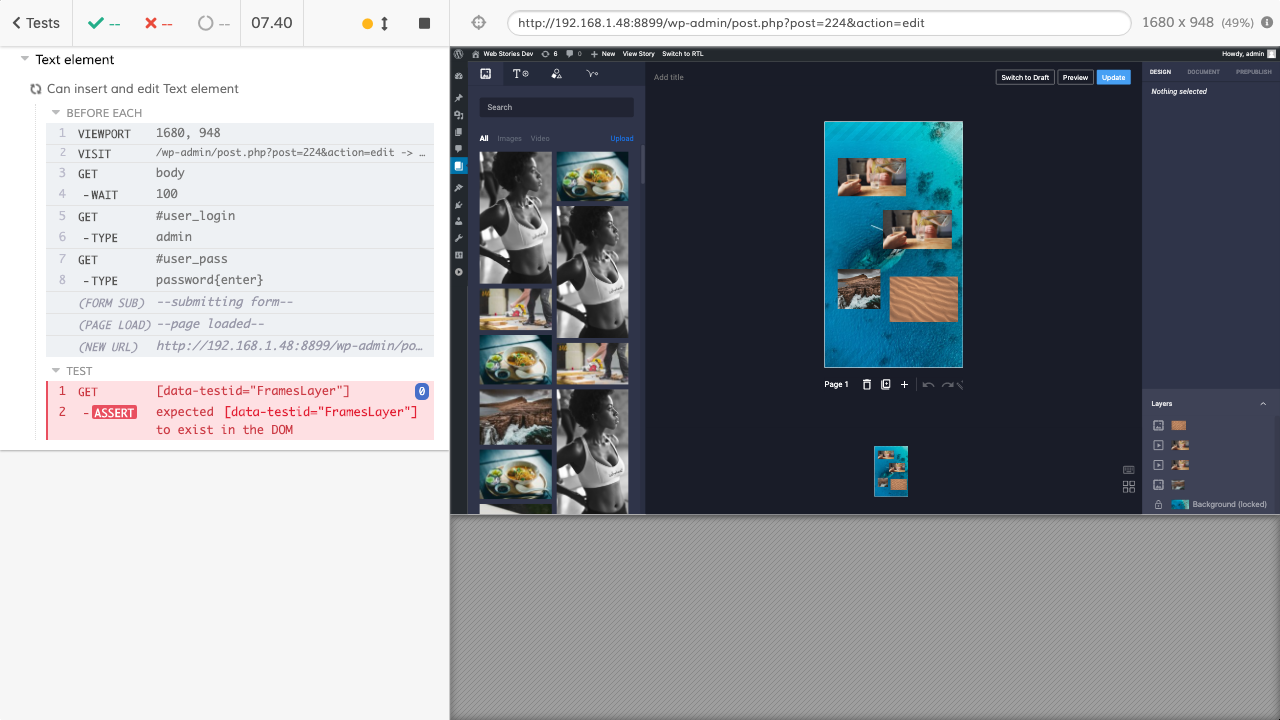 Tests
--
--
--
07.40
http://192.168.1.48:8899/wp-admin/post.php?post=224&action=edit
1680 x 948 (49%)
Text element
Can insert and edit Text element
BEFORE EACH
1 VIEWPORT 1680, 948
2 VISIT /wp-admin/post.php?post=224&action=edit -> …
3 GET body
4 -WAIT 100
5 GET #user_login
6 -TYPE admin
7 GET #user_pass
8 -TYPE password{enter}
(FORM SUB) --submitting form--
(PAGE LOAD) --page loaded--
(NEW URL) http://192.168.1.48:8899/wp-admin/po…
TEST
1 GET [data-testid="FramesLayer"] 0
2 -ASSERT expected [data-testid="FramesLayer"]
to exist in the DOM
Web Stories Dev 6 0 New View Story Switch to RTL Howdy, admin
Add title
Switch to Draft Preview Update
DESIGN DOCUMENT PREPUBLISH
Nothing selected
Search
All Images Video Upload
Page 1
Layers
Background (locked)